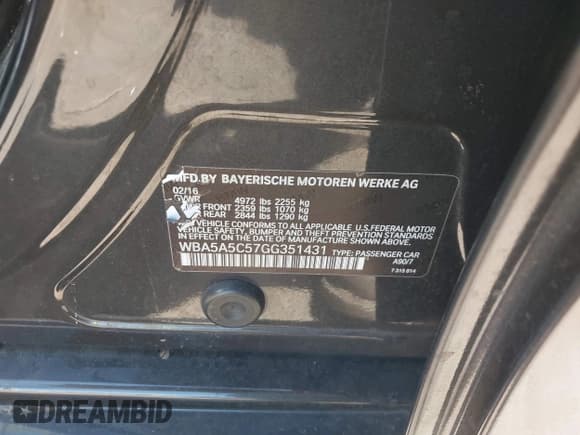 MFD.BY BAYERISCHE MOTOREN WERKE AG
02/16
GVWR 4972 lbs 2255 kg
FRONT 2359 lbs 1070 kg
REAR 2844 lbs 1290 kg
THIS VEHICLE CONFORMS TO ALL APPLICABLE U.S.FEDERAL MOTOR
VEHICLE SAFETY, BUMPER AND THEFT PREVENTION STANDARDS IN
EFFECT ON THE DATE OF MANUFACTURE SHOWN ABOVE.
WBA5A5C57GG351431 TYPE: PASSENGER CAR
A90/7
7 315 814
DREAMBID